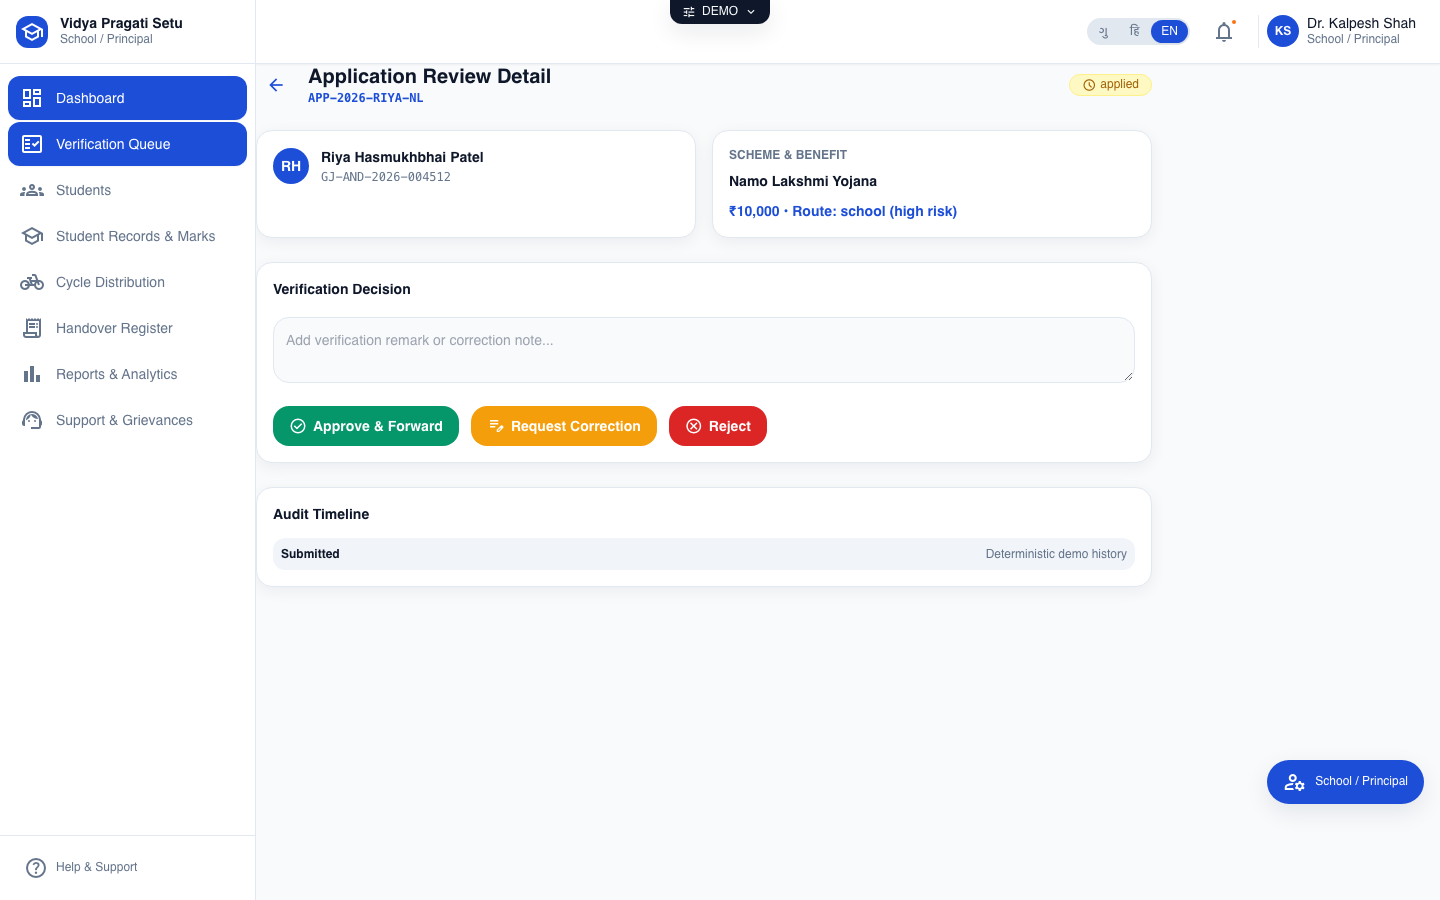 Vidya Pragati Setu
School / Principal
DEMO
ગુ
हि
EN
KS
Dr. Kalpesh Shah
School / Principal
Dashboard
Verification Queue
Students
Student Records & Marks
Cycle Distribution
Handover Register
Reports & Analytics
Support & Grievances
Help & Support
Application Review Detail
APP-2026-RIYA-NL
applied
RH
Riya Hasmukhbhai Patel
GJ-AND-2026-004512
SCHEME & BENEFIT
Namo Lakshmi Yojana
₹10,000 • Route: school (high risk)
Verification Decision
Add verification remark or correction note...
Approve & Forward
Request Correction
Reject
Audit Timeline
Submitted
Deterministic demo history
School / Principal